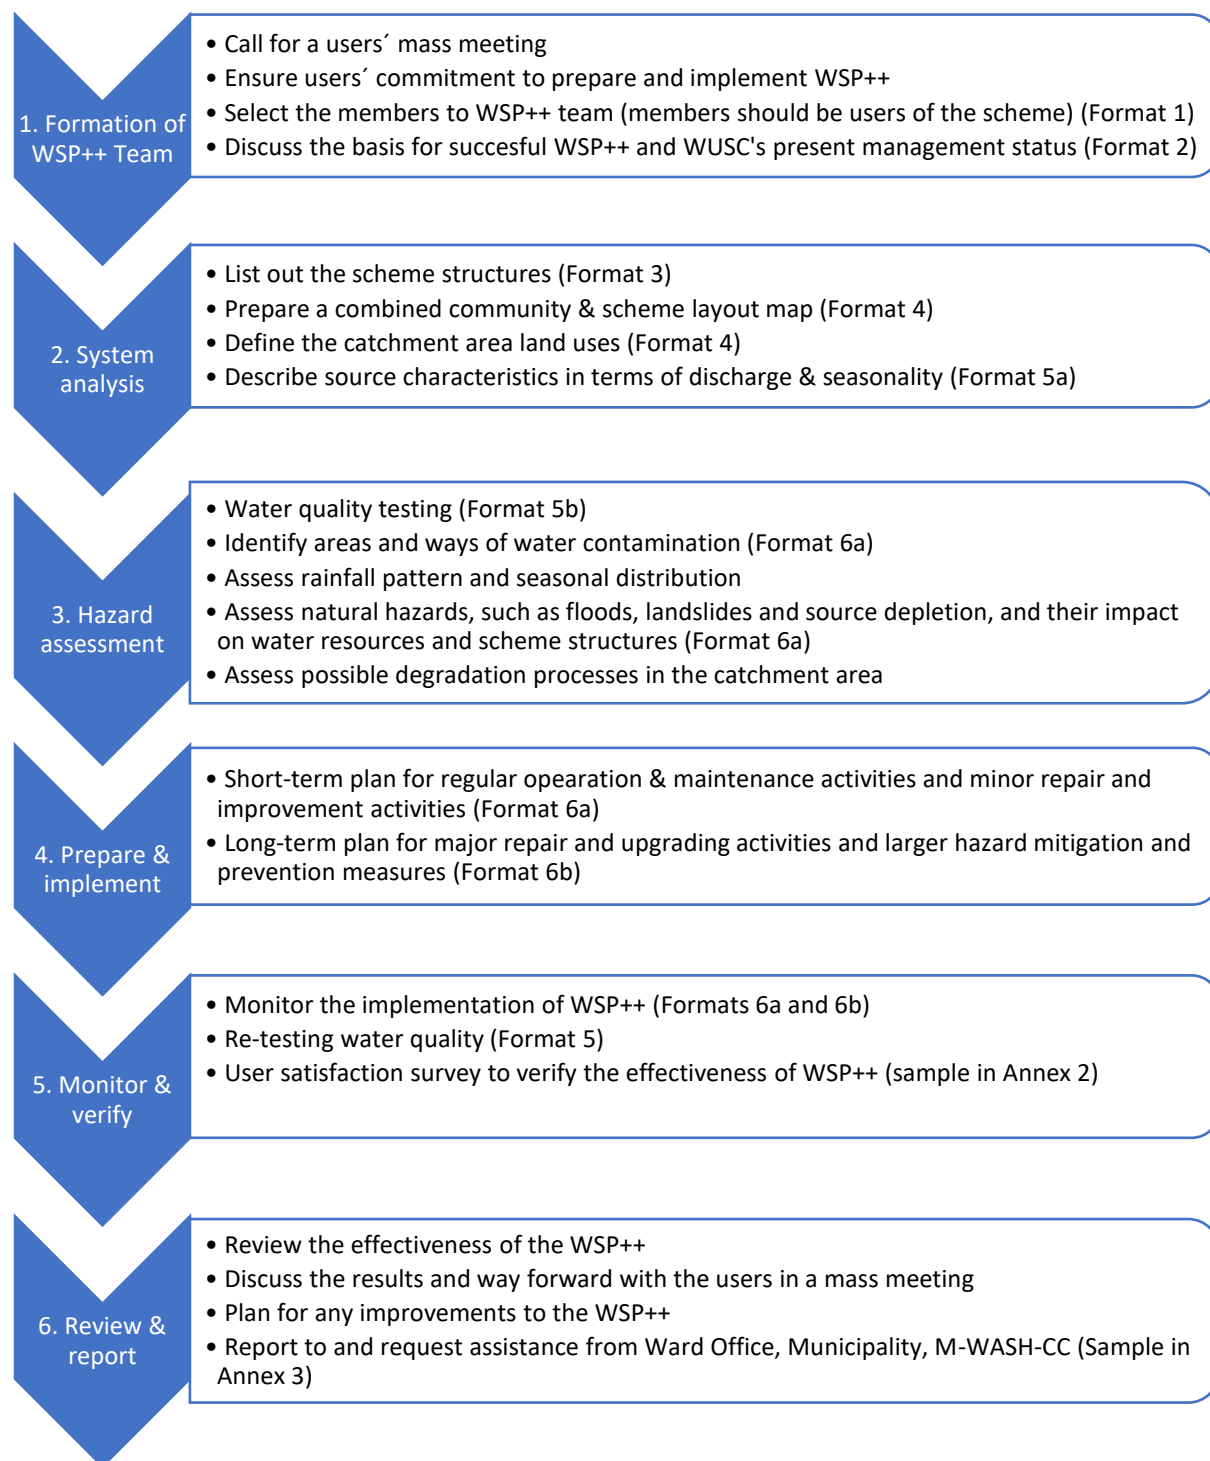 1. Formation of
WSP++ Team
• Call for a users´ mass meeting
• Ensure users´ commitment to prepare and implement WSP++
• Select the members to WSP++ team (members should be users of the scheme) (Format 1)
• Discuss the basis for succesful WSP++ and WUSC's present management status (Format 2)
2. System
analysis
• List out the scheme structures (Format 3)
• Prepare a combined community & scheme layout map (Format 4)
• Define the catchment area land uses (Format 4)
• Describe source characteristics in terms of discharge & seasonality (Format 5a)
3. Hazard
assessment
• Water quality testing (Format 5b)
• Identify areas and ways of water contamination (Format 6a)
• Assess rainfall pattern and seasonal distribution
• Assess natural hazards, such as floods, landslides and source depletion, and their impact
on water resources and scheme structures (Format 6a)
• Assess possible degradation processes in the catchment area
4. Prepare &
implement
• Short-term plan for regular opearation & maintenance activities and minor repair and
improvement activities (Format 6a)
• Long-term plan for major repair and upgrading activities and larger hazard mitigation and
prevention measures (Format 6b)
5. Monitor &
verify
• Monitor the implementation of WSP++ (Formats 6a and 6b)
• Re-testing water quality (Format 5)
• User satisfaction survey to verify the effectiveness of WSP++ (sample in Annex 2)
6. Review &
report
• Review the effectiveness of the WSP++
• Discuss the results and way forward with the users in a mass meeting
• Plan for any improvements to the WSP++
• Report to and request assistance from Ward Office, Municipality, M-WASH-CC (Sample in
Annex 3)